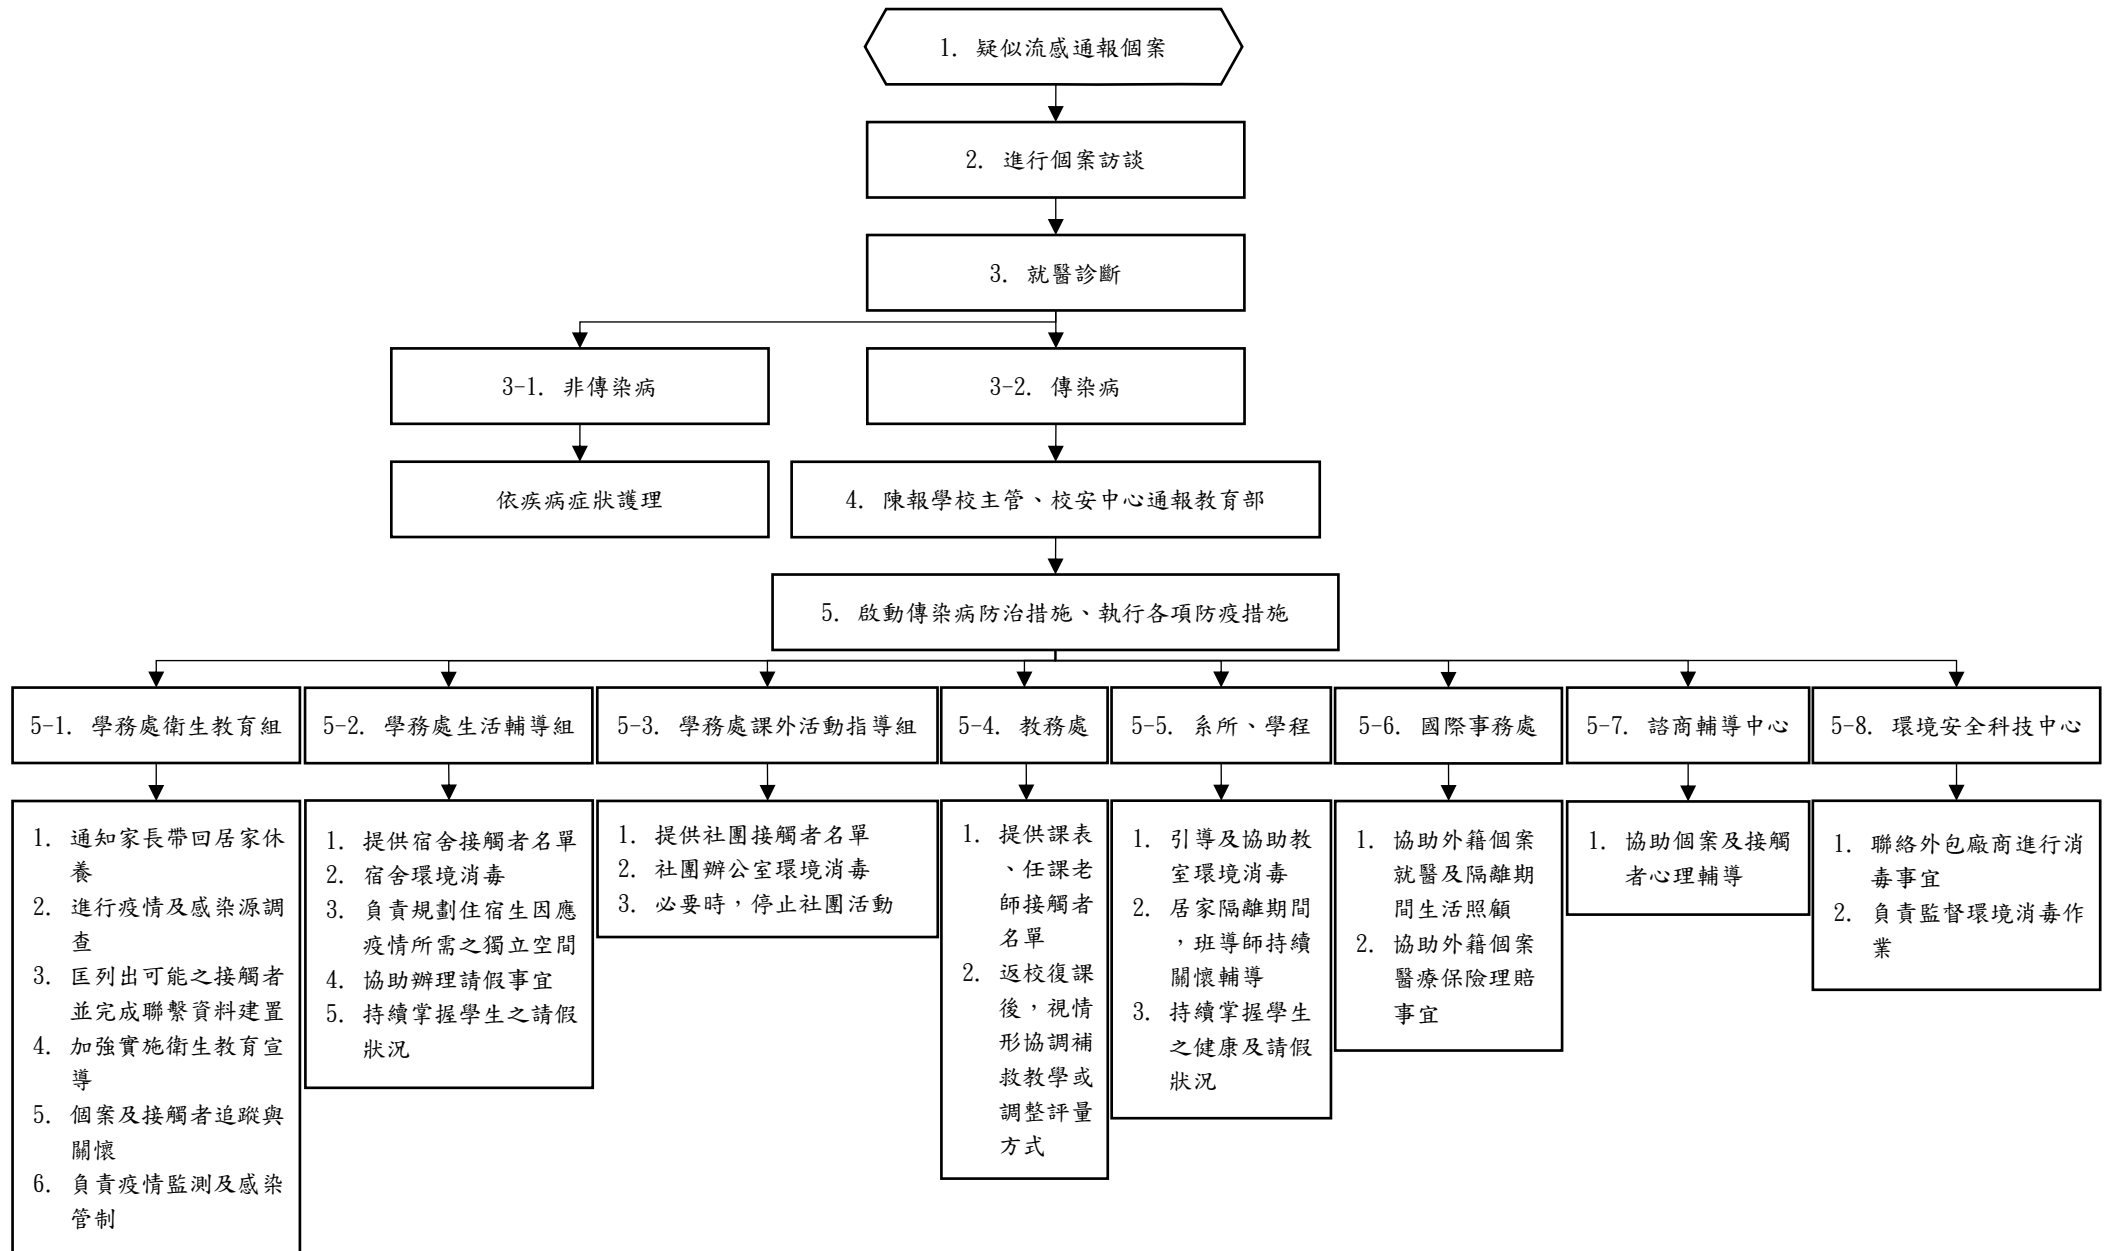 1. 疑似流感通報個案
2. 進行個案訪談
3. 就醫診斷
3-1. 非傳染病
3-2. 傳染病
依疾病症狀護理
4. 陳報學校主管、校安中心通報教育部
5. 啟動傳染病防治措施、執行各項防疫措施
5-1. 學務處衛生教育組
5-2. 學務處生活輔導組
5-3. 學務處課外活動指導組
5-4. 教務處
5-5. 系所、學程
5-6. 國際事務處
5-7. 諮商輔導中心
5-8. 環境安全科技中心
1. 通知家長帶回居家休
養
2. 進行疫情及感染源調
查
3. 匡列出可能之接觸者
並完成聯繫資料建置
4. 加強實施衛生教育宣
導
5. 個案及接觸者追蹤與
關懷
6. 負責疫情監測及感染
管制
1. 提供宿舍接觸者名單
2. 宿舍環境消毒
3. 負責規劃住宿生因應
疫情所需之獨立空間
4. 協助辦理請假事宜
5. 持續掌握學生之請假
狀況
1. 提供社團接觸者名單
2. 社團辦公室環境消毒
3. 必要時，停止社團活動
1. 提供課表
、任課老
師接觸者
名單
2. 返校復課
後，視情
形協調補
救教學或
調整評量
方式
1. 引導及協助教
室環境消毒
2. 居家隔離期間
，班導師持續
關懷輔導
3. 持續掌握學生
之健康及請假
狀況
1. 協助外籍個案
就醫及隔離期
間生活照顧
2. 協助外籍個案
醫療保險理賠
事宜
1. 協助個案及接觸
者心理輔導
1. 聯絡外包廠商進行消
毒事宜
2. 負責監督環境消毒作
業